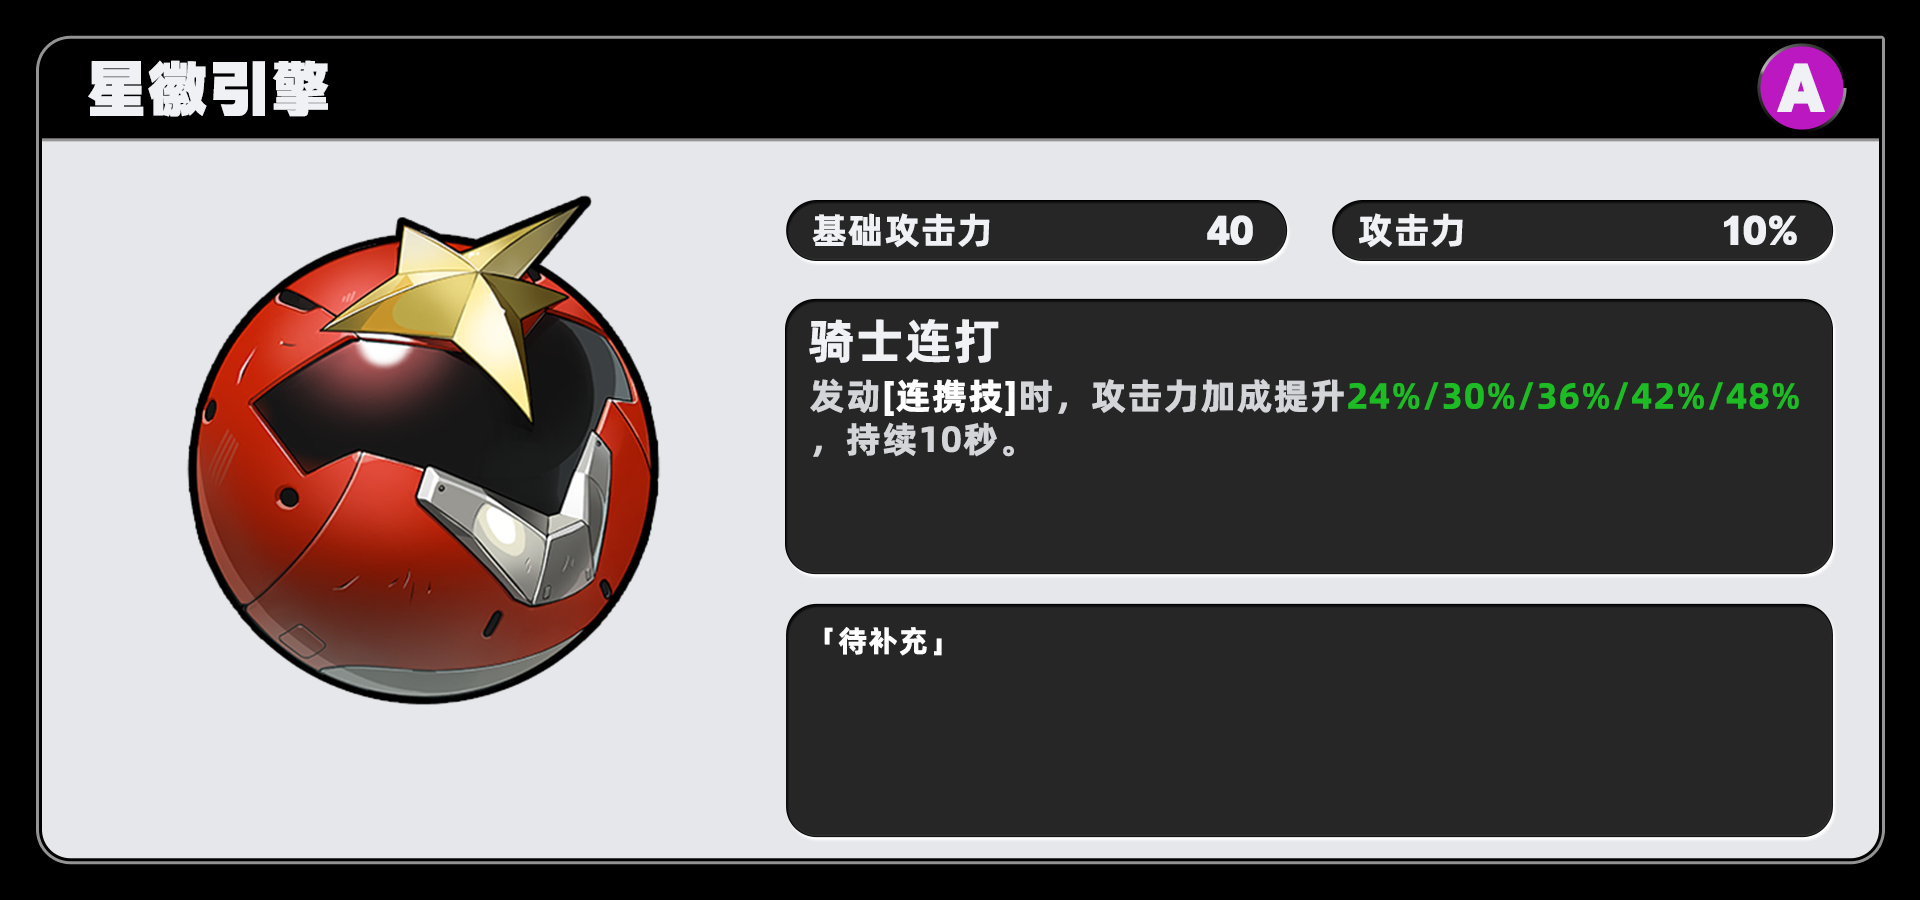 星徽引擎
A
基础攻击力 40
攻击力 10%
骑士连打
发动[连携技]时，攻击力加成提升24%/30%/36%/42%/48%
，持续10秒。
「待补充」